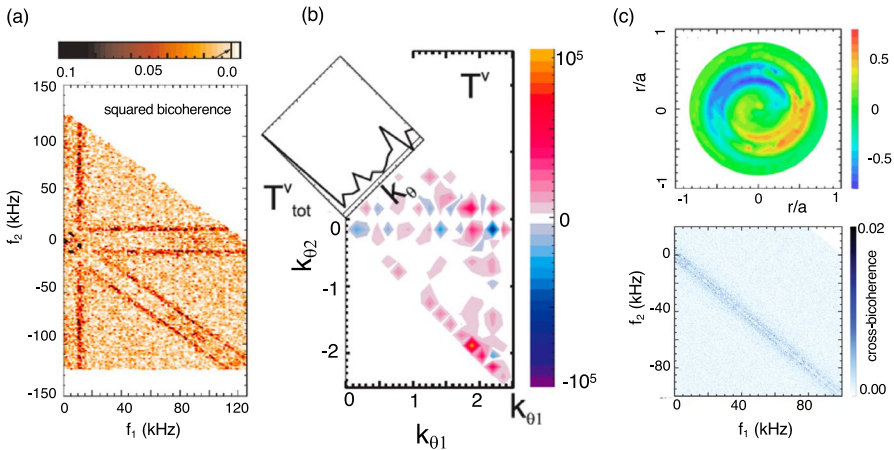 (a)
0.1 0.05 0.0
squared bicoherence
150
100
50
0
-50
-100
-150
f2 (kHz)
0 40 80 120
f1 (kHz)
(b)
T^v
T^v_tot
kθ
0
-1
-2
kθ2
0 1 2
kθ1
kθ1
10^5
0
-10^5
(c)
1
0
-1
r/a
-1 0 1
r/a
0.5
0
-0.5
20
0
-40
-80
f2 (kHz)
0 40 80
f1 (kHz)
0.02
cross-bicoherence
0.00